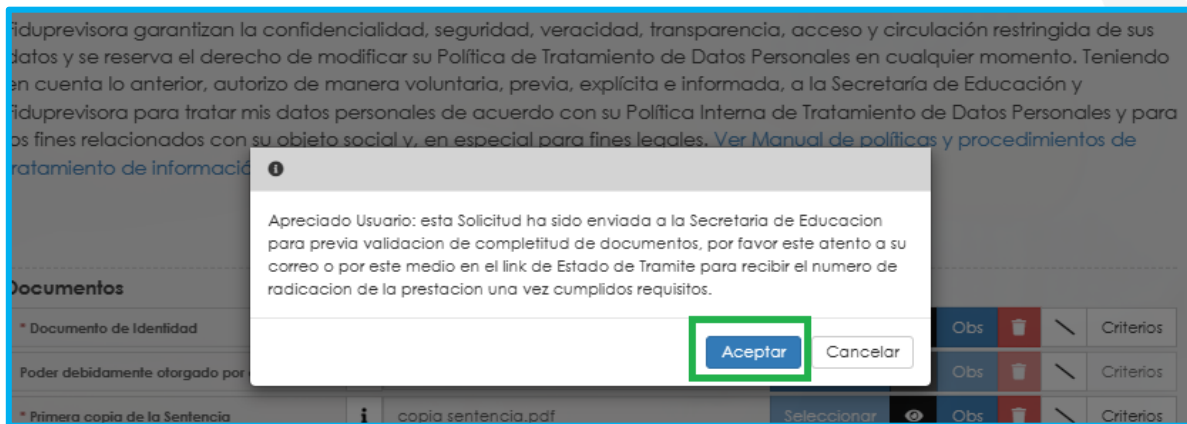 fiduprevisora garantizan la confidencialidad, seguridad, veracidad, transparencia, acceso y circulación restringida de sus
datos y se reserva el derecho de modificar su Política de Tratamiento de Datos Personales en cualquier momento. Teniendo
en cuenta lo anterior, autorizo de manera voluntaria, previa, explícita e informada, a la Secretaría de Educación y
fiduprevisora para tratar mis datos personales de acuerdo con su Política Interna de Tratamiento de Datos Personales y para
los fines relacionados con su objeto social y, en especial para fines legales. Ver Manual de políticas y procedimientos de
tratamiento de informació
Apreciado Usuario: esta Solicitud ha sido enviada a la Secretaria de Educacion
para previa validacion de completitud de documentos, por favor este atento a su
correo o por este medio en el link de Estado de Tramite para recibir el numero de
radicacion de la prestacion una vez cumplidos requisitos.
Aceptar Cancelar
Documentos
* Documento de Identidad Obs Criterios
Poder debidamente otorgado por Obs Criterios
* Primera copia de la Sentencia i copia sentencia.pdf Seleccionar Obs Criterios